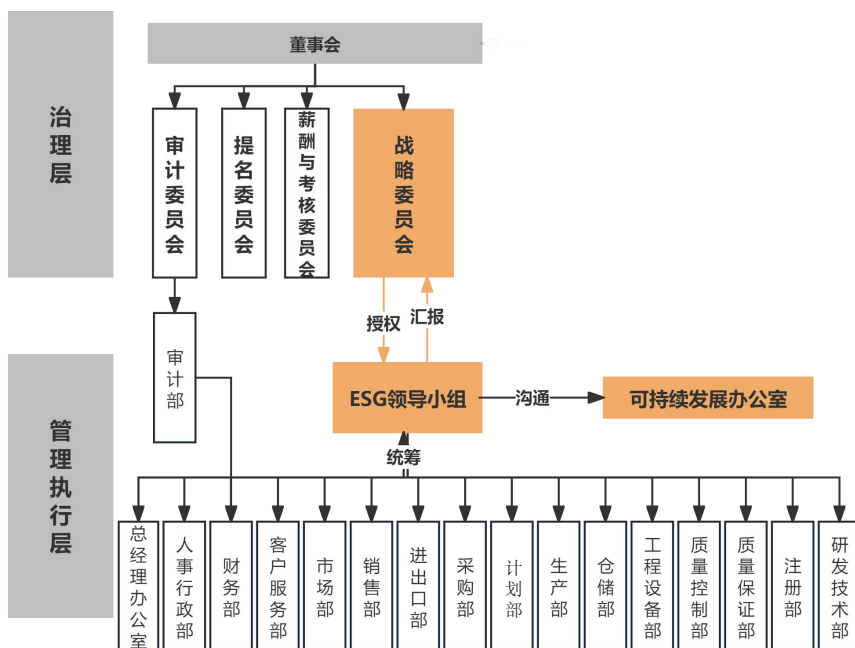 董事会
治理层
审计委员会
提名委员会
薪酬与考核委员会
战略委员会
授权
汇报
审计部
ESG领导小组
沟通
可持续发展办公室
管理执行层
统筹
总经理办公室
人事行政部
财务部
客户服务部
市场部
销售部
进出口部
采购部
计划部
生产部
仓储部
工程设备部
质量控制部
质量保证部
注册部
研发技术部